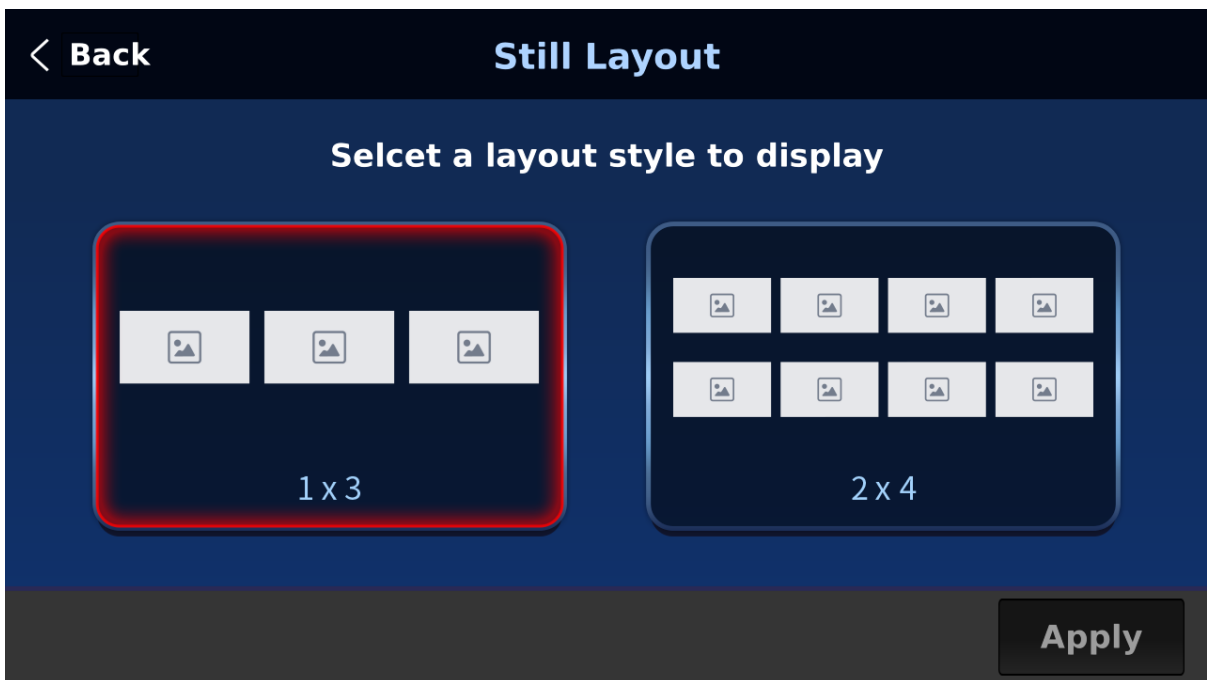 Back
Still Layout
Selcet a layout style to display
1 x 3
2 x 4
Apply